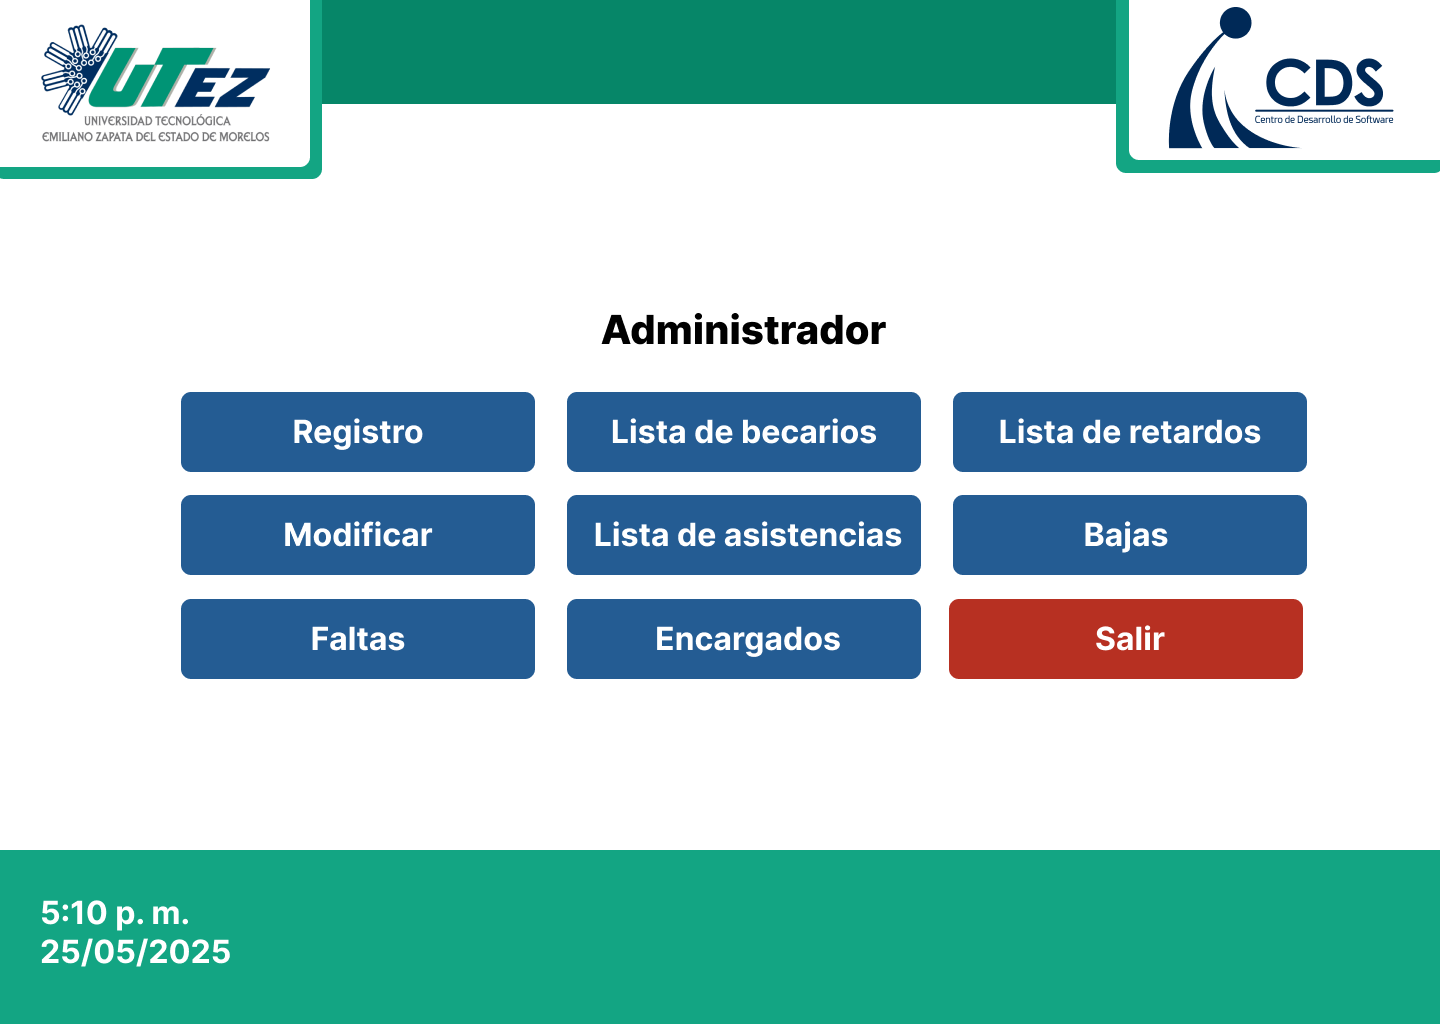 UTEZ
UNIVERSIDAD TECNOLÓGICA
EMILIANO ZAPATA DEL ESTADO DE MORELOS
CDS
Centro de Desarrollo de Software
Administrador
Registro
Lista de becarios
Lista de retardos
Modificar
Lista de asistencias
Bajas
Faltas
Encargados
Salir
5:10 p. m.
25/05/2025